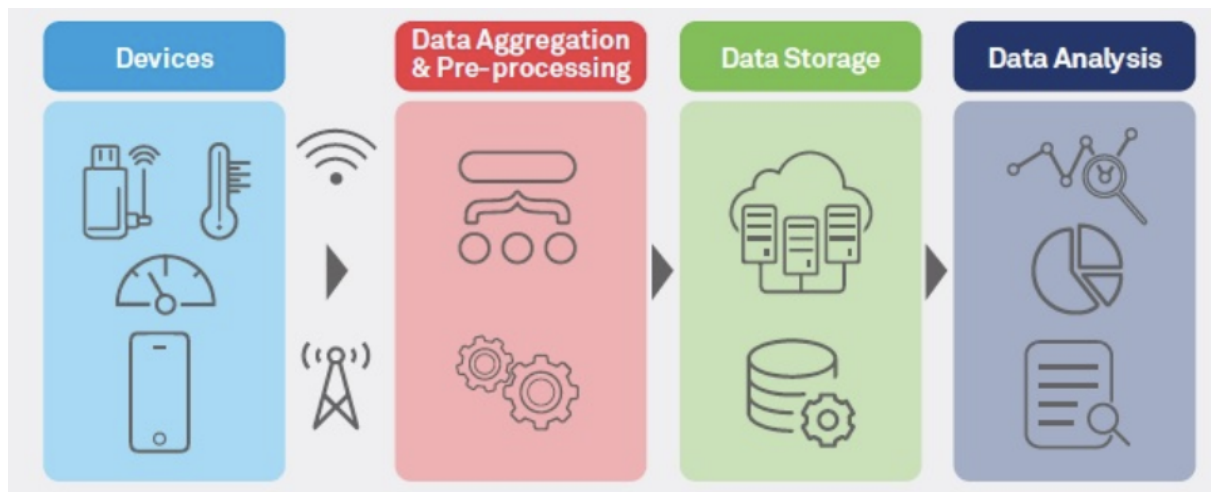 Devices
Data Aggregation
& Pre-processing
Data Storage
Data Analysis